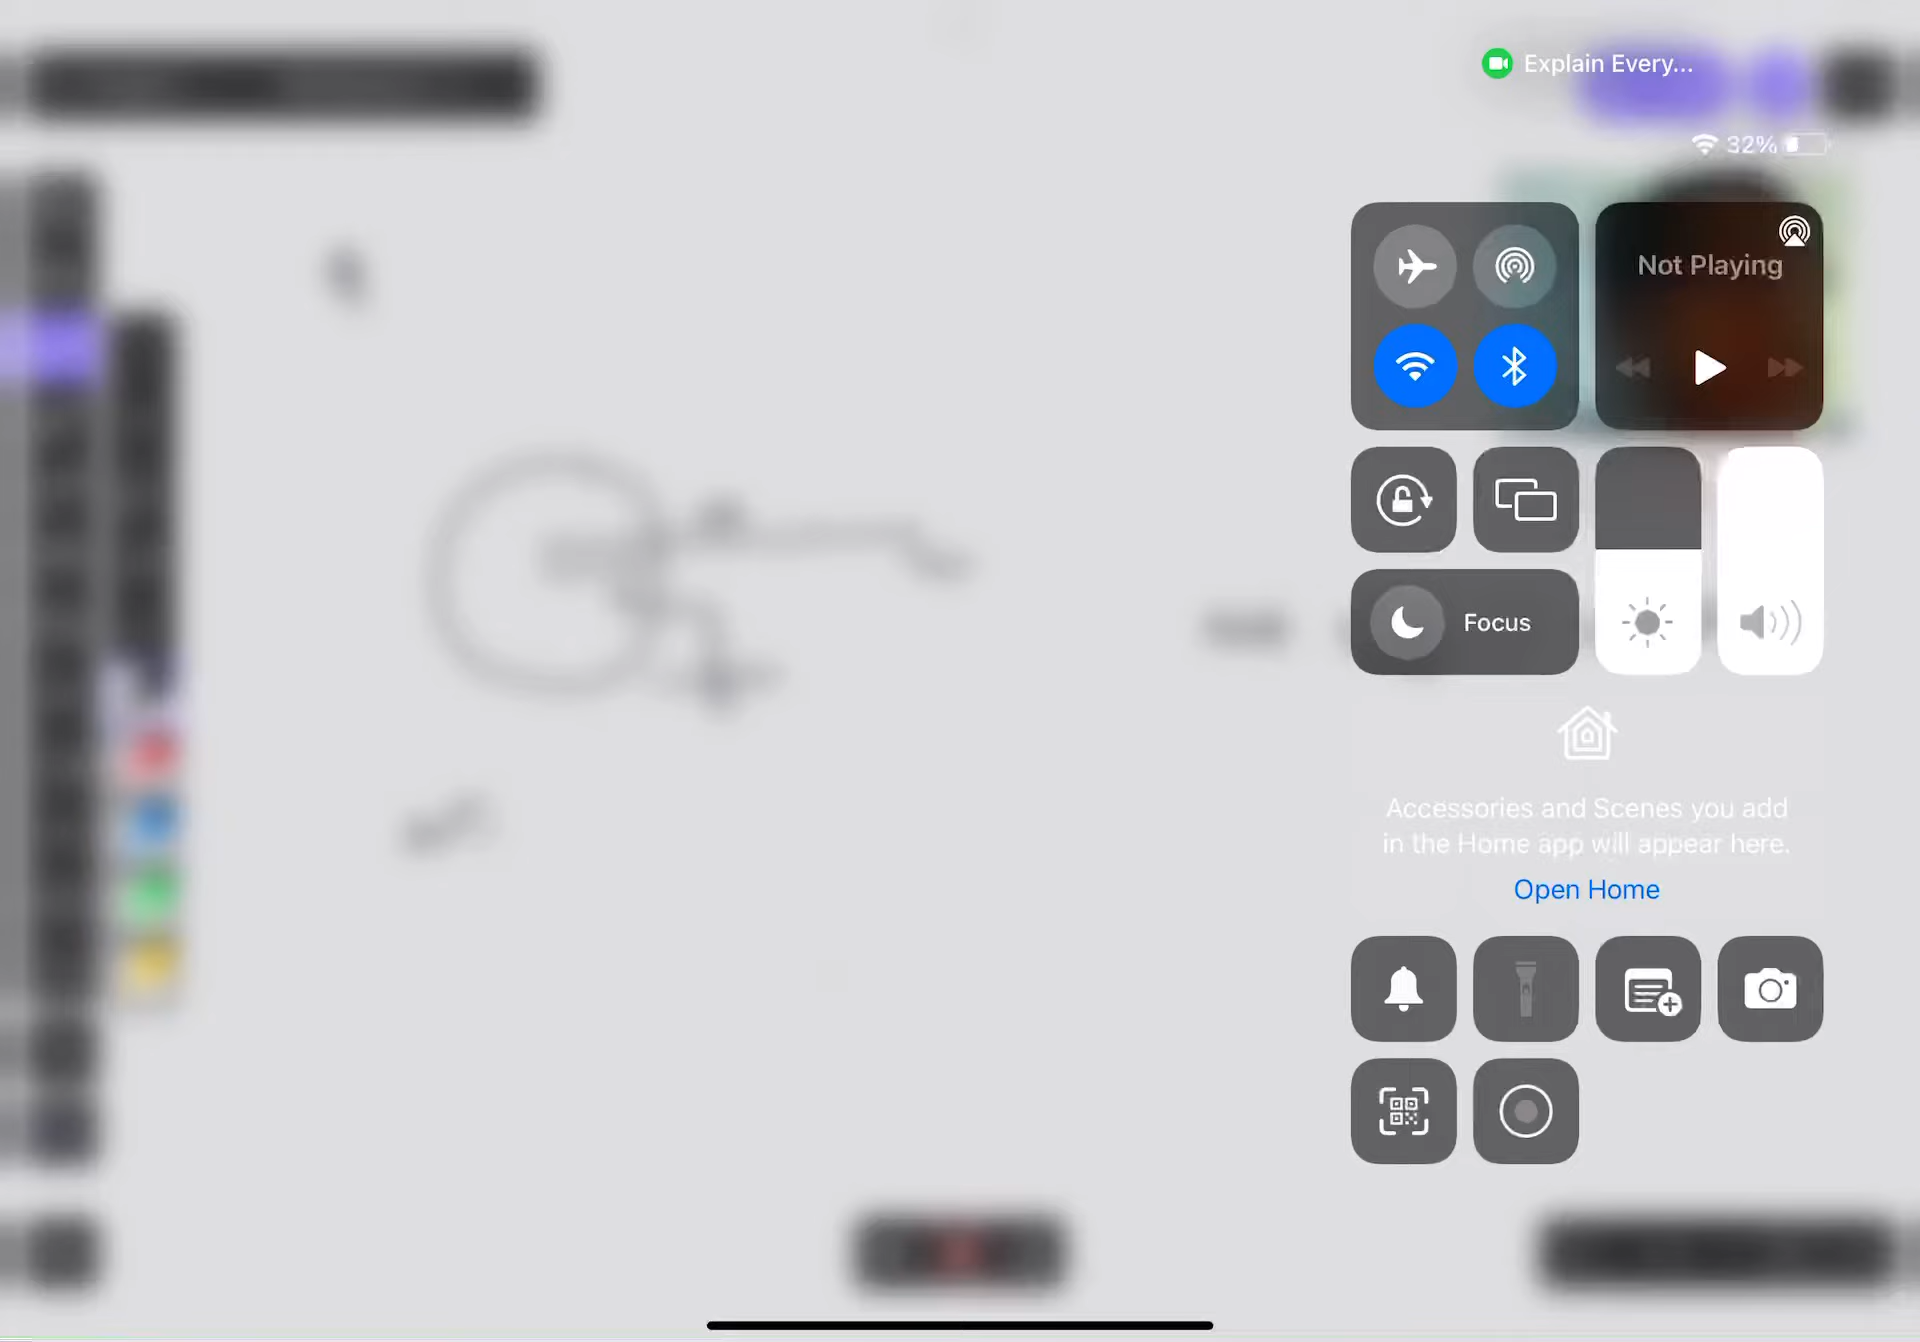 Explain Every...
32%
Not Playing
Focus
Accessories and Scenes you add
in the Home app will appear here.
Open Home